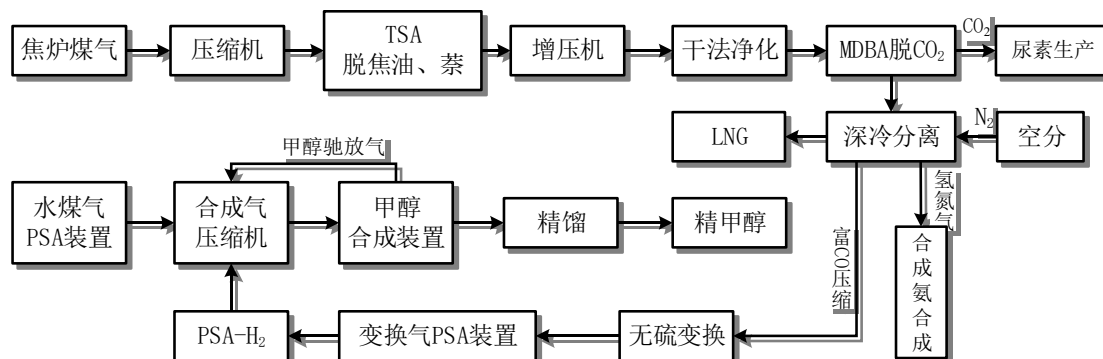 焦炉煤气
压缩机
TSA
脱焦油、萘
增压机
干法净化
MDBA脱CO₂
CO₂
尿素生产
LNG
深冷分离
N₂
空分
甲醇驰放气
水煤气
PSA装置
合成气
压缩机
甲醇
合成装置
精馏
精甲醇
氢氮气
富CO压缩
合成氨合成
PSA-H₂
变换气PSA装置
无硫变换